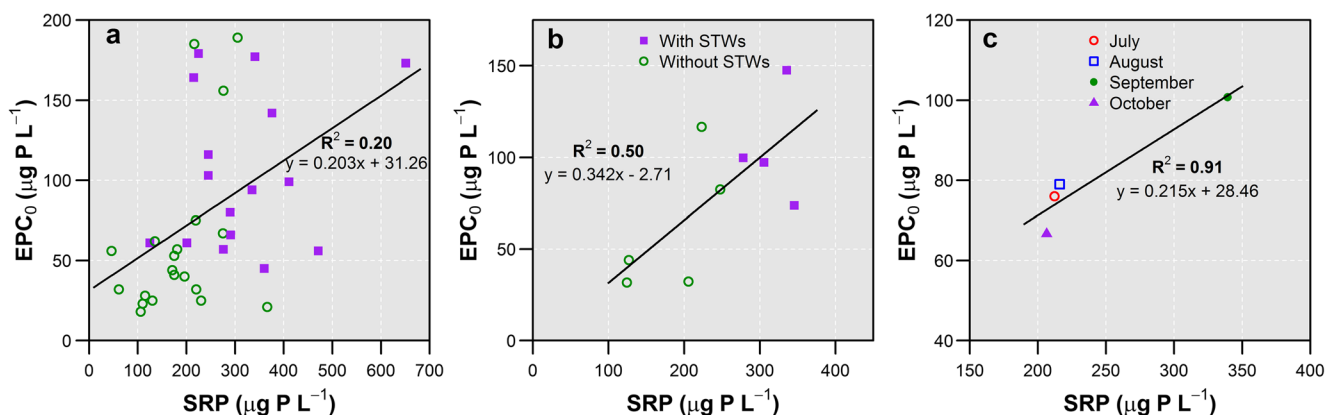 a
200
150
100
50
0
EPC₀ (μg P L⁻¹)
R² = 0.20
y = 0.203x + 31.26
0 100 200 300 400 500 600 700
SRP (μg P L⁻¹)
b
With STWs
Without STWs
150
100
50
0
EPC₀ (μg P L⁻¹)
R² = 0.50
y = 0.342x - 2.71
0 100 200 300 400
SRP (μg P L⁻¹)
c
July
August
September
October
120
100
80
60
40
EPC₀ (μg P L⁻¹)
R² = 0.91
y = 0.215x + 28.46
150 200 250 300 350 400
SRP (μg P L⁻¹)